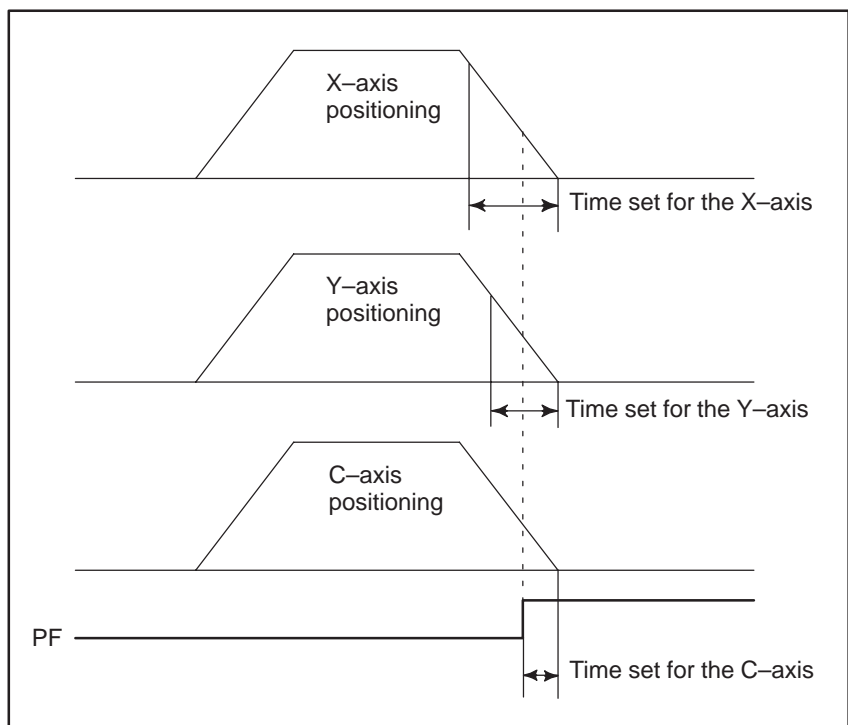 X–axis
positioning
Time set for the X–axis
Y–axis
positioning
Time set for the Y–axis
C–axis
positioning
PF
Time set for the C–axis